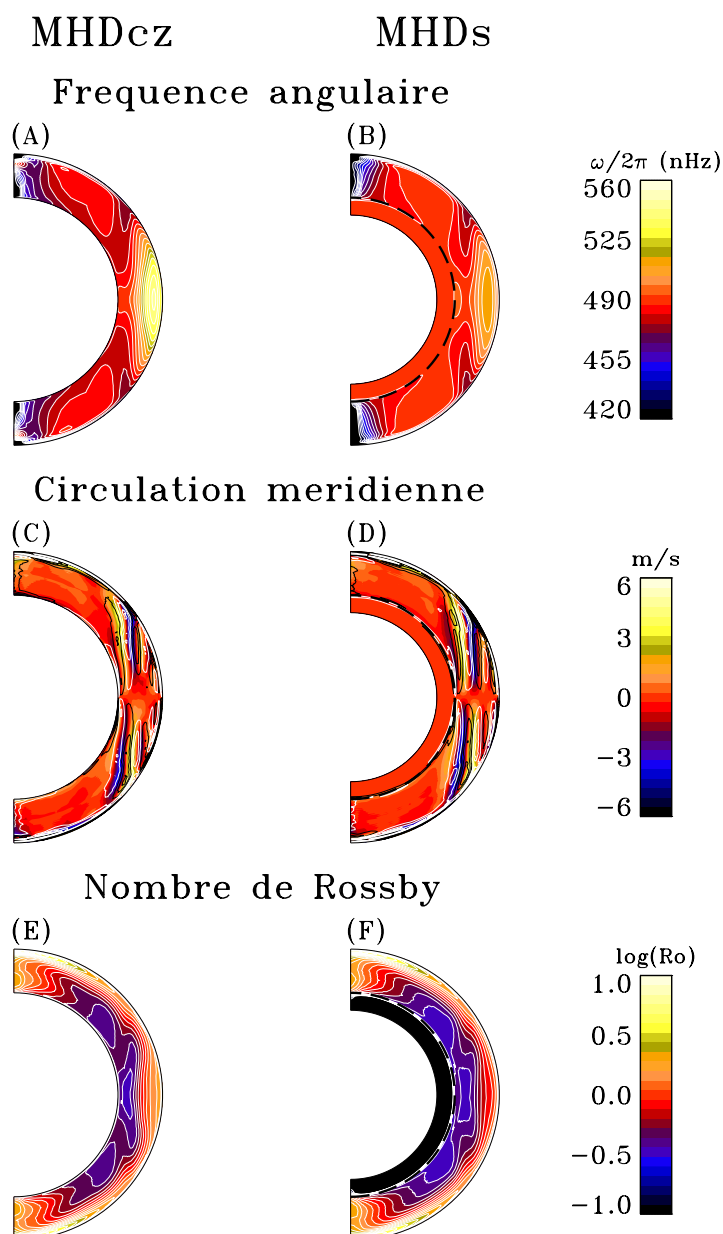 MHDcz MHDs
Frequence angulaire
(A) (B)
ω/2π (nHz)
560
525
490
455
420
Circulation meridienne
(C) (D)
m/s
6
3
0
−3
−6
Nombre de Rossby
(E) (F)
log(Ro)
1.0
0.5
0.0
−0.5
−1.0